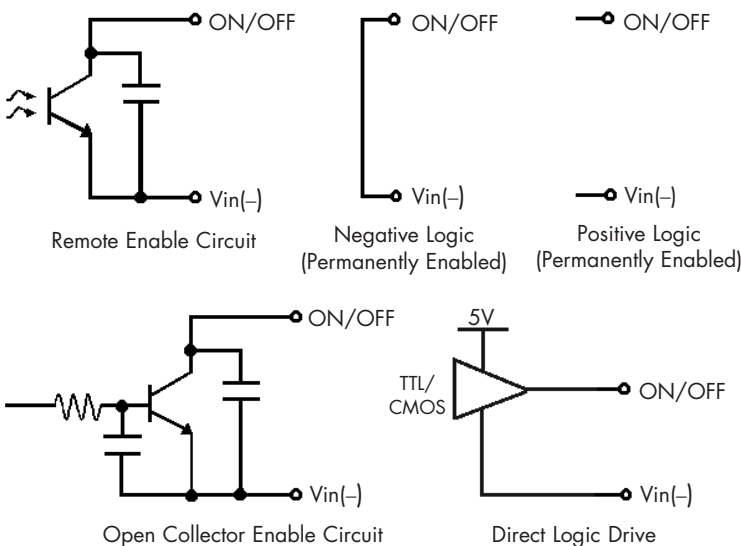 ON/OFF
Vin(–)
Remote Enable Circuit
ON/OFF
Vin(–)
Negative Logic
(Permanently Enabled)
ON/OFF
Vin(–)
Positive Logic
(Permanently Enabled)
ON/OFF
Vin(–)
Open Collector Enable Circuit
5V
TTL/
CMOS
ON/OFF
Vin(–)
Direct Logic Drive